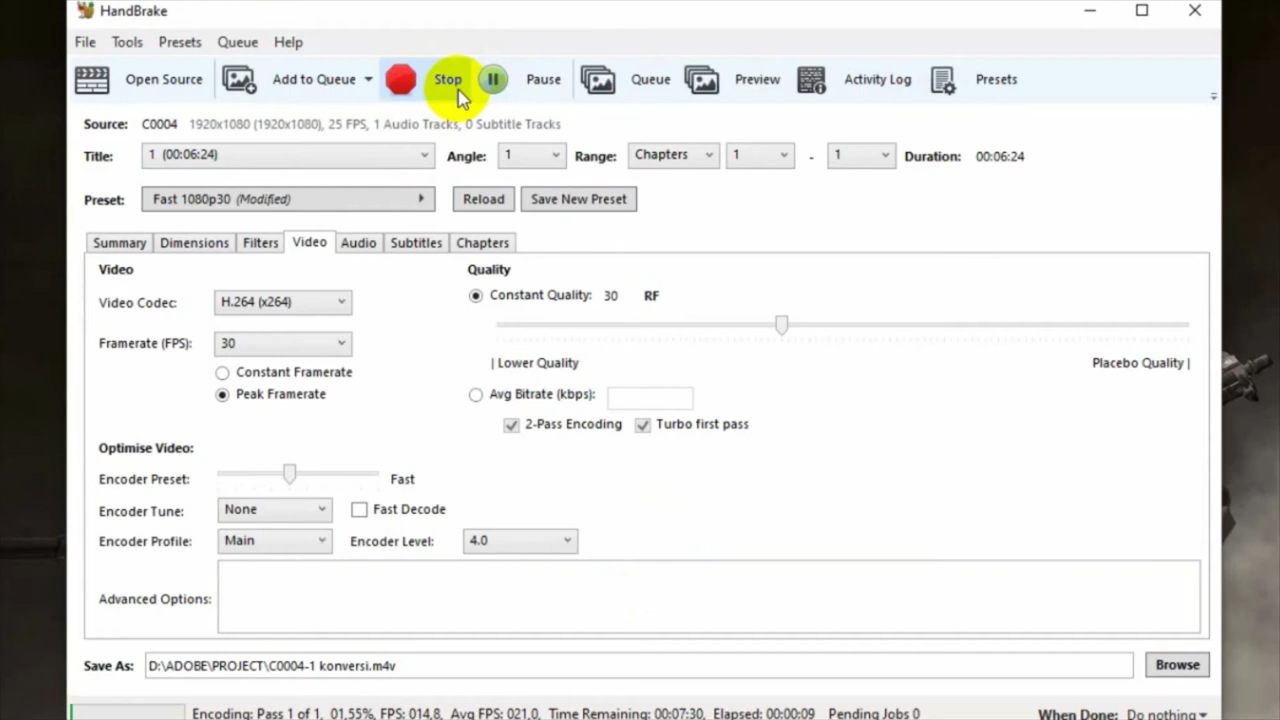 HandBrake
File Tools Presets Queue Help
Open Source Add to Queue Stop Pause Queue Preview Activity Log Presets
Source: C0004 1920x1080 (1920x1080), 25 FPS, 1 Audio Tracks, 0 Subtitle Tracks
Title: 1 (00:06:24) Angle: 1 Range: Chapters 1 - 1 Duration: 00:06:24
Preset: Fast 1080p30 (Modified) Reload Save New Preset
Summary Dimensions Filters Video Audio Subtitles Chapters
Video Quality
Video Codec: H.264 (x264) Constant Quality: 30 RF
Framerate (FPS): 30
| Lower Quality Placebo Quality |
Constant Framerate
Peak Framerate Avg Bitrate (kbps):
2-Pass Encoding Turbo first pass
Optimise Video:
Encoder Preset: Fast
Encoder Tune: None Fast Decode
Encoder Profile: Main Encoder Level: 4.0
Advanced Options:
Save As: D:\ADOBE\PROJECT\C0004-1 konversi.m4v Browse
Encoding: Pass 1 of 1, 01,55%, FPS: 014,8, Avg FPS: 021,0, Time Remaining: 00:07:30, Elapsed: 00:00:09 Pending Jobs 0 When Done: Do nothing